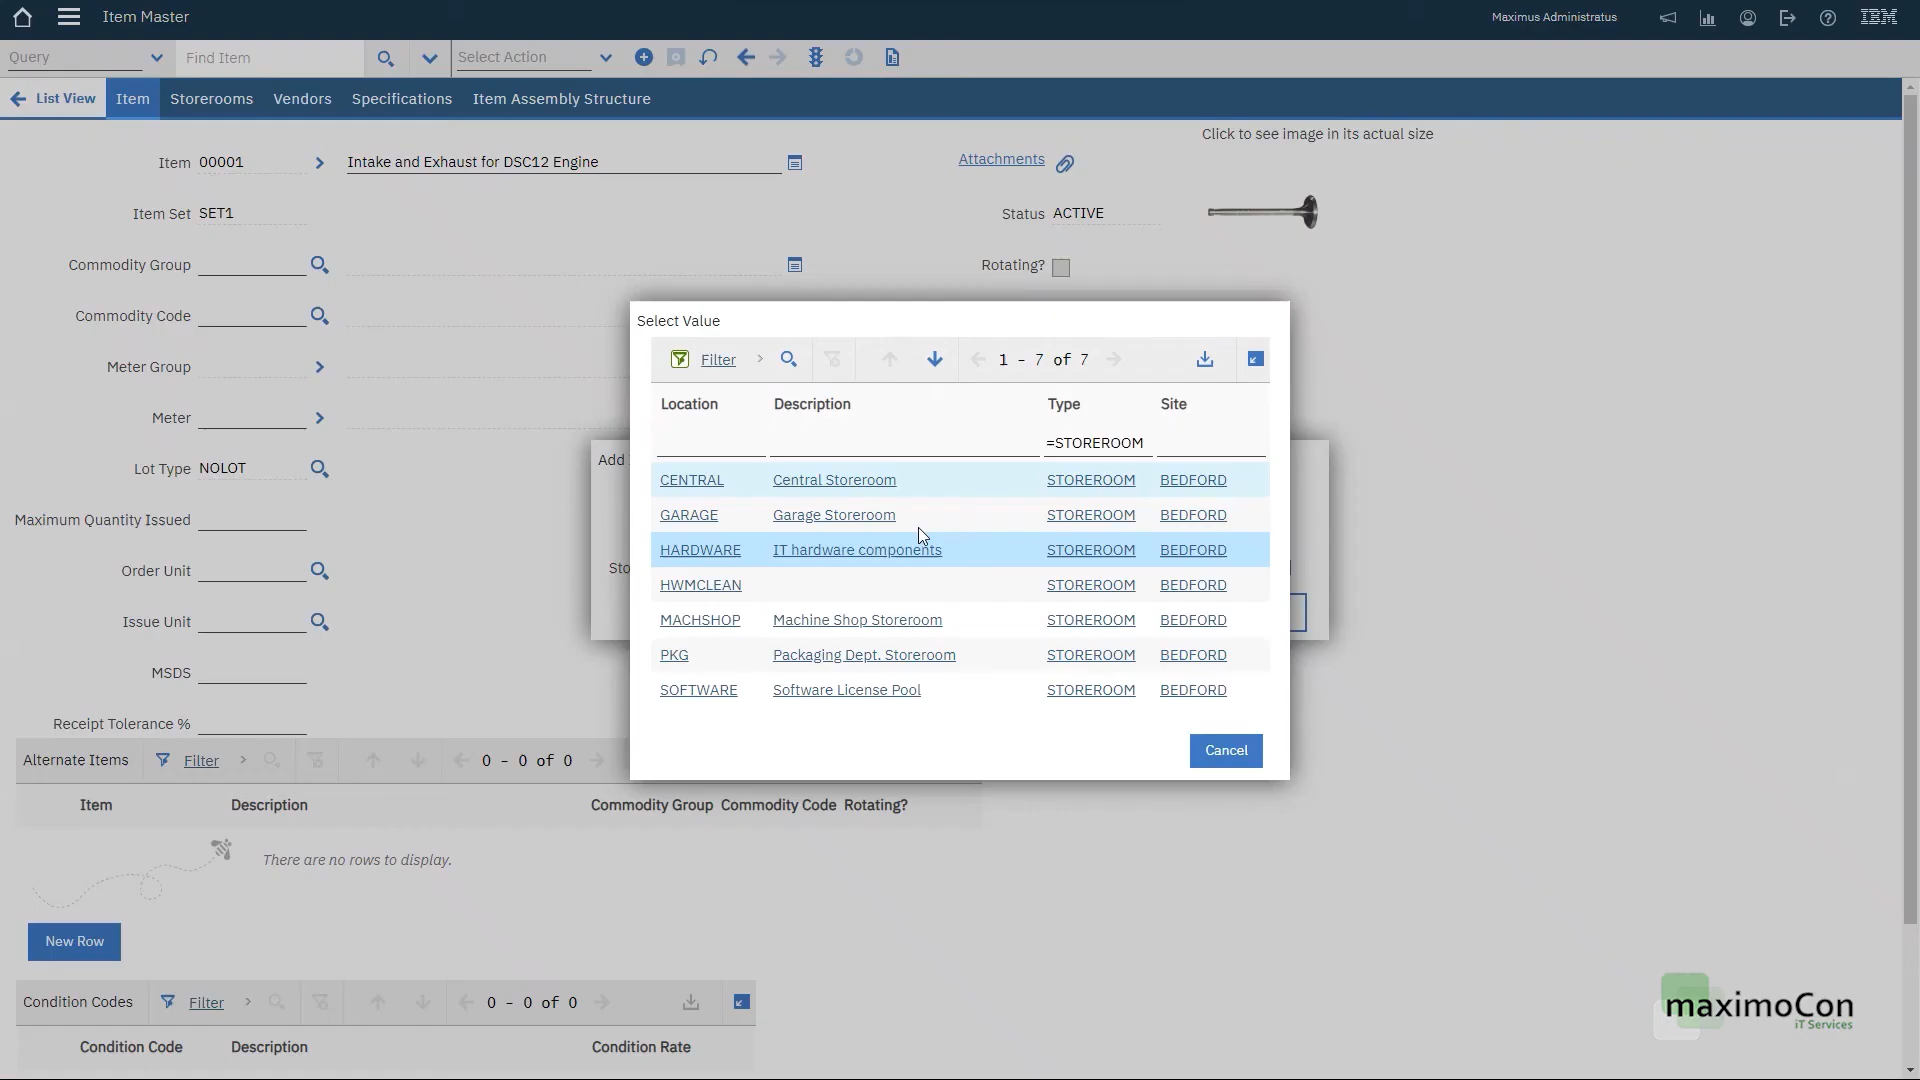 Item Master
Maximus Administratus
IBM
Query
Find Item
Select Action
List View
Item
Storerooms
Vendors
Specifications
Item Assembly Structure
Click to see image in its actual size
Item 00001
Intake and Exhaust for DSC12 Engine
Attachments
Item Set SET1
Status ACTIVE
Commodity Group
Rotating?
Commodity Code
Meter Group
Meter
Lot Type NOLOT
Maximum Quantity Issued
Order Unit
Issue Unit
MSDS
Receipt Tolerance %
Add
Sto
Select Value
Filter
1 - 7 of 7
Location Description Type Site
=STOREROOM
CENTRAL Central Storeroom STOREROOM BEDFORD
GARAGE Garage Storeroom STOREROOM BEDFORD
HARDWARE IT hardware components STOREROOM BEDFORD
HWMCLEAN STOREROOM BEDFORD
MACHSHOP Machine Shop Storeroom STOREROOM BEDFORD
PKG Packaging Dept. Storeroom STOREROOM BEDFORD
SOFTWARE Software License Pool STOREROOM BEDFORD
Cancel
Alternate Items Filter 0 - 0 of 0
Item Description Commodity Group Commodity Code Rotating?
There are no rows to display.
New Row
Condition Codes Filter 0 - 0 of 0
Condition Code Description Condition Rate
maximoCon
iT Services